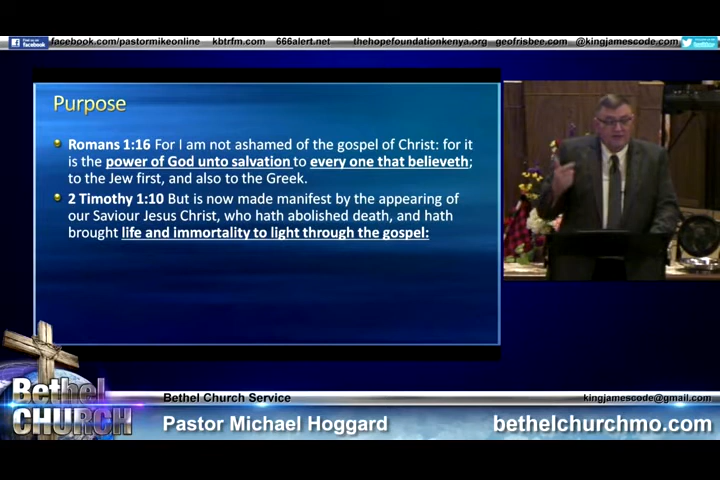 Find us on facebook
facebook.com/pastormikeonline kbtrfm.com 666alert.net thehopefoundationkenya.org geofrisbee.com @kingjamescode.com
Purpose
Romans 1:16 For I am not ashamed of the gospel of Christ: for it
is the power of God unto salvation to every one that believeth;
to the Jew first, and also to the Greek.
2 Timothy 1:10 But is now made manifest by the appearing of
our Saviour Jesus Christ, who hath abolished death, and hath
brought life and immortality to light through the gospel:
Bethel
CHURCH
Bethel Church Service
kingjamescode@gmail.com
Pastor Michael Hoggard
bethelchurchmo.com